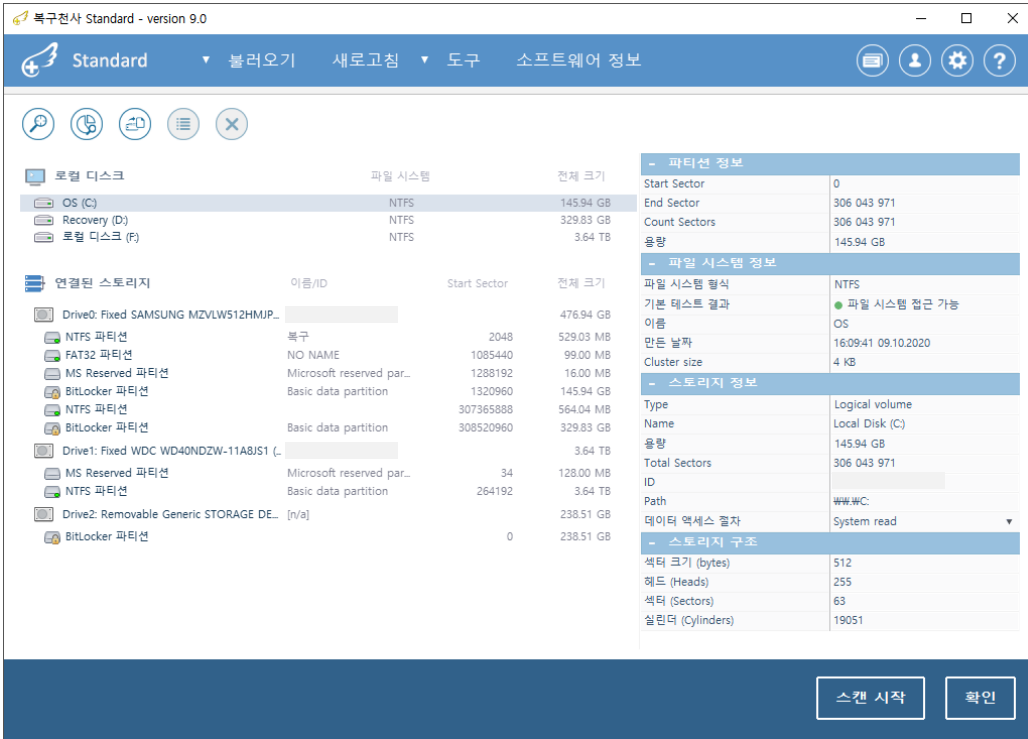 복구천사 Standard - version 9.0
Standard ▼ 불러오기 새로고침 ▼ 도구 소프트웨어 정보
로컬 디스크 파일 시스템 전체 크기
OS (C:) NTFS 145.94 GB
Recovery (D:) NTFS 329.83 GB
로컬 디스크 (F:) NTFS 3.64 TB
연결된 스토리지 이름/ID Start Sector 전체 크기
Drive0: Fixed SAMSUNG MZVLW512HMJP... 476.94 GB
NTFS 파티션 복구 2048 529.03 MB
FAT32 파티션 NO NAME 1085440 99.00 MB
MS Reserved 파티션 Microsoft reserved par... 1288192 16.00 MB
BitLocker 파티션 Basic data partition 1320960 145.94 GB
NTFS 파티션 307365888 564.04 MB
BitLocker 파티션 Basic data partition 308520960 329.83 GB
Drive1: Fixed WDC WD40NDZW-11A8JS1 (... 3.64 TB
MS Reserved 파티션 Microsoft reserved par... 34 128.00 MB
NTFS 파티션 Basic data partition 264192 3.64 TB
Drive2: Removable Generic STORAGE DE... [n/a] 238.51 GB
BitLocker 파티션 0 238.51 GB
- 파티션 정보
Start Sector 0
End Sector 306 043 971
Count Sectors 306 043 971
용량 145.94 GB
- 파일 시스템 정보
파일 시스템 형식 NTFS
기본 테스트 결과 ● 파일 시스템 접근 가능
이름 OS
만든 날짜 16:09:41 09.10.2020
Cluster size 4 KB
- 스토리지 정보
Type Logical volume
Name Local Disk (C:)
용량 145.94 GB
Total Sectors 306 043 971
ID
Path ₩₩.₩C:
데이터 액세스 절차 System read ▼
- 스토리지 구조
섹터 크기 (bytes) 512
헤드 (Heads) 255
섹터 (Sectors) 63
실린더 (Cylinders) 19051
스캔 시작 확인